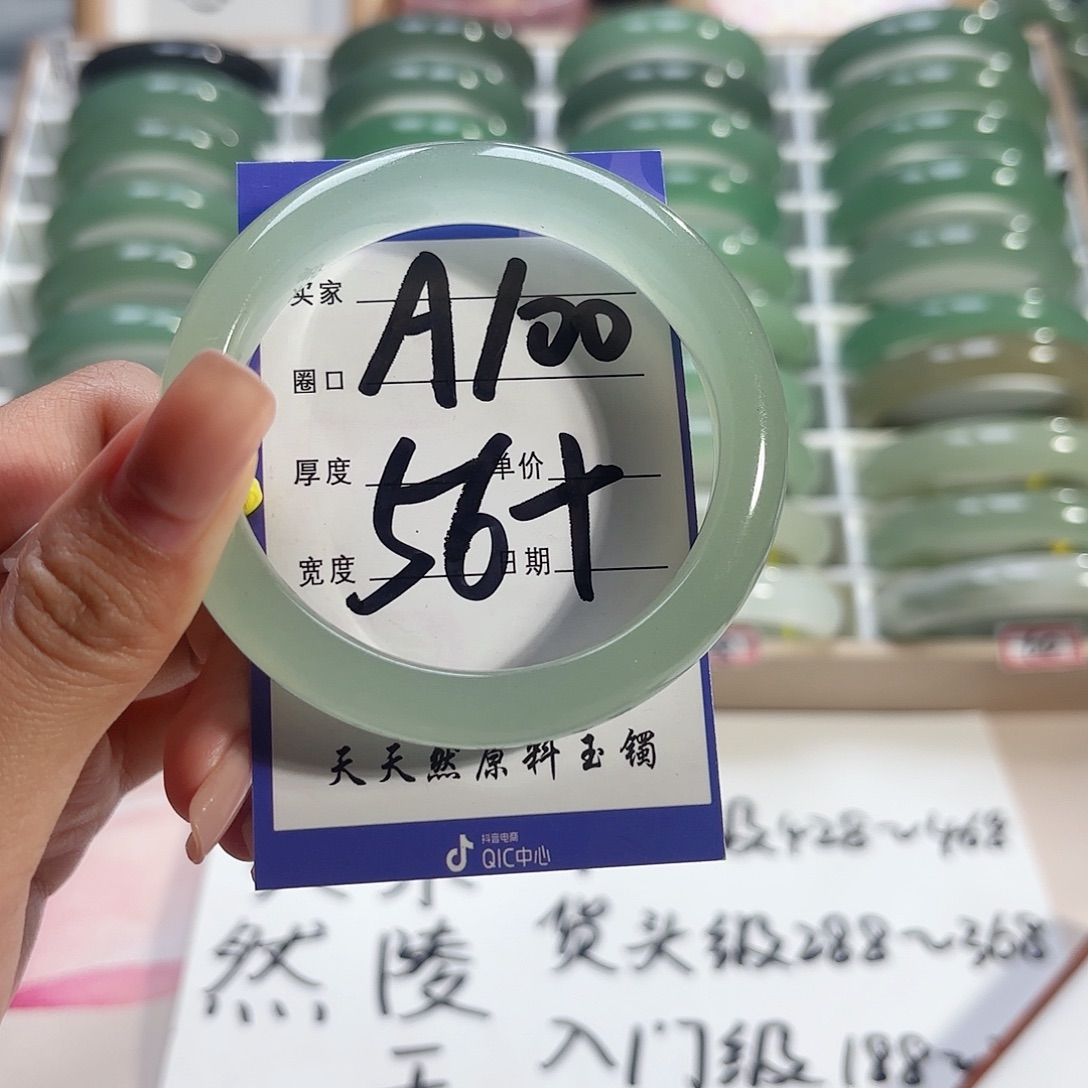 买家
A100
圈口
厚度 单价
56+
宽度 日期
天天然原料玉镯
抖音电商
QIC中心
级428~468
然 陵 货头级288~368
入门级188~